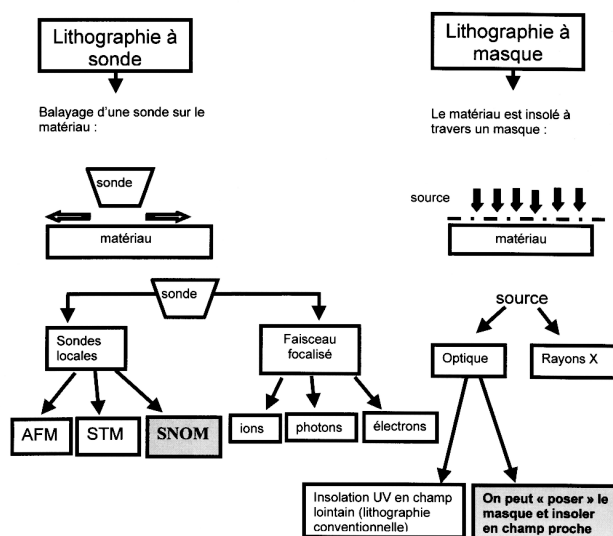 Lithographie à
sonde
Balayage d'une sonde sur le
matériau :
sonde
matériau
sonde
Sondes
locales
Faisceau
focalisé
AFM
STM
SNOM
ions
photons
électrons
Lithographie à
masque
Le matériau est insolé à
travers un masque :
source
matériau
source
Optique
Rayons X
Insolation UV en champ
lointain (lithographie
conventionnelle)
On peut « poser » le
masque et insoler
en champ proche